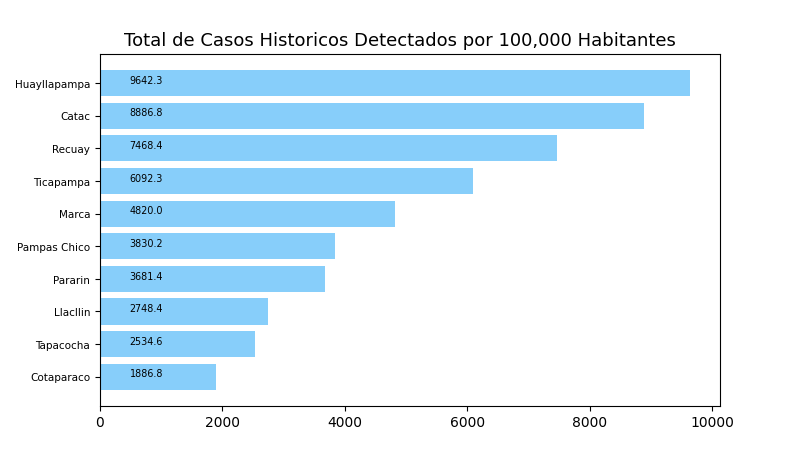 Total de Casos Historicos Detectados por 100,000 Habitantes
Huayllapampa 9642.3
Catac 8886.8
Recuay 7468.4
Ticapampa 6092.3
Marca 4820.0
Pampas Chico 3830.2
Pararin 3681.4
Llacllin 2748.4
Tapacocha 2534.6
Cotaparaco 1886.8
0 2000 4000 6000 8000 10000